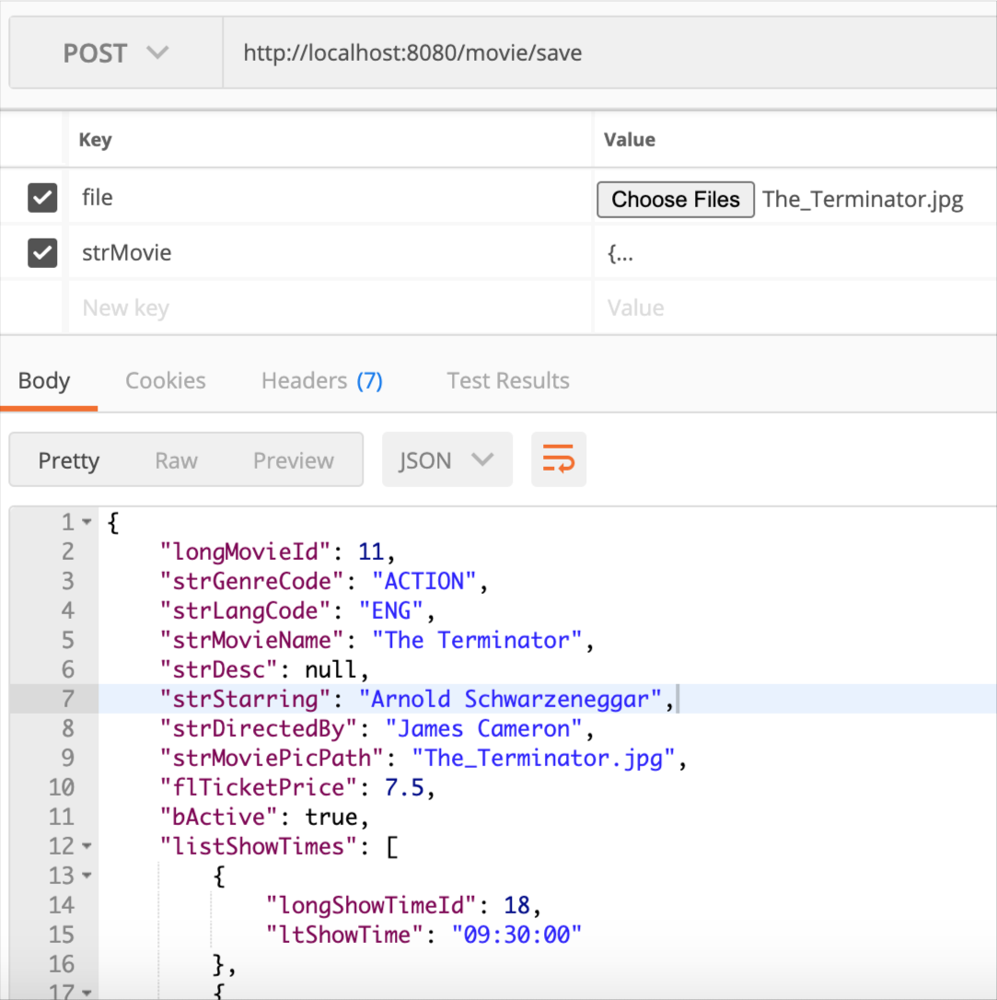 POST http://localhost:8080/movie/save
Key Value
file Choose Files The_Terminator.jpg
strMovie {...
New key Value
Body Cookies Headers (7) Test Results
Pretty Raw Preview JSON
1 {
2 "longMovieId": 11,
3 "strGenreCode": "ACTION",
4 "strLangCode": "ENG",
5 "strMovieName": "The Terminator",
6 "strDesc": null,
7 "strStarring": "Arnold Schwarzeneggar",
8 "strDirectedBy": "James Cameron",
9 "strMoviePicPath": "The_Terminator.jpg",
10 "flTicketPrice": 7.5,
11 "bActive": true,
12 "listShowTimes": [
13 {
14 "longShowTimeId": 18,
15 "ltShowTime": "09:30:00"
16 },
17 {